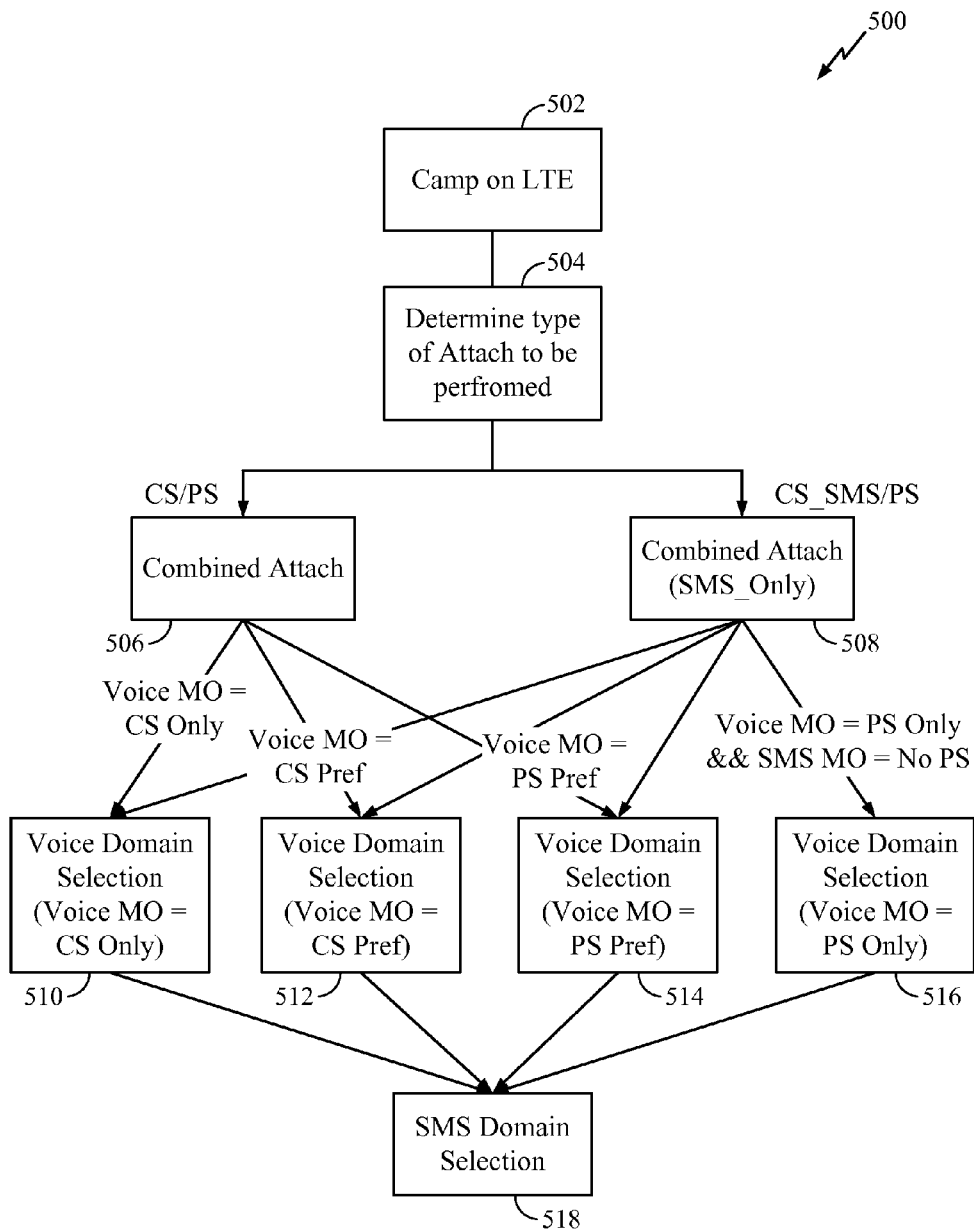 500
502
Camp on LTE
504
Determine type
of Attach to be
perfromed
CS/PS
CS_SMS/PS
Combined Attach
Combined Attach
(SMS_Only)
506
508
Voice MO =
CS Only
Voice MO =
CS Pref
Voice MO =
PS Pref
Voice MO = PS Only
&& SMS MO = No PS
Voice Domain
Selection
(Voice MO =
CS Only)
Voice Domain
Selection
(Voice MO =
CS Pref)
Voice Domain
Selection
(Voice MO =
PS Pref)
Voice Domain
Selection
(Voice MO =
PS Only)
510
512
514
516
SMS Domain
Selection
518